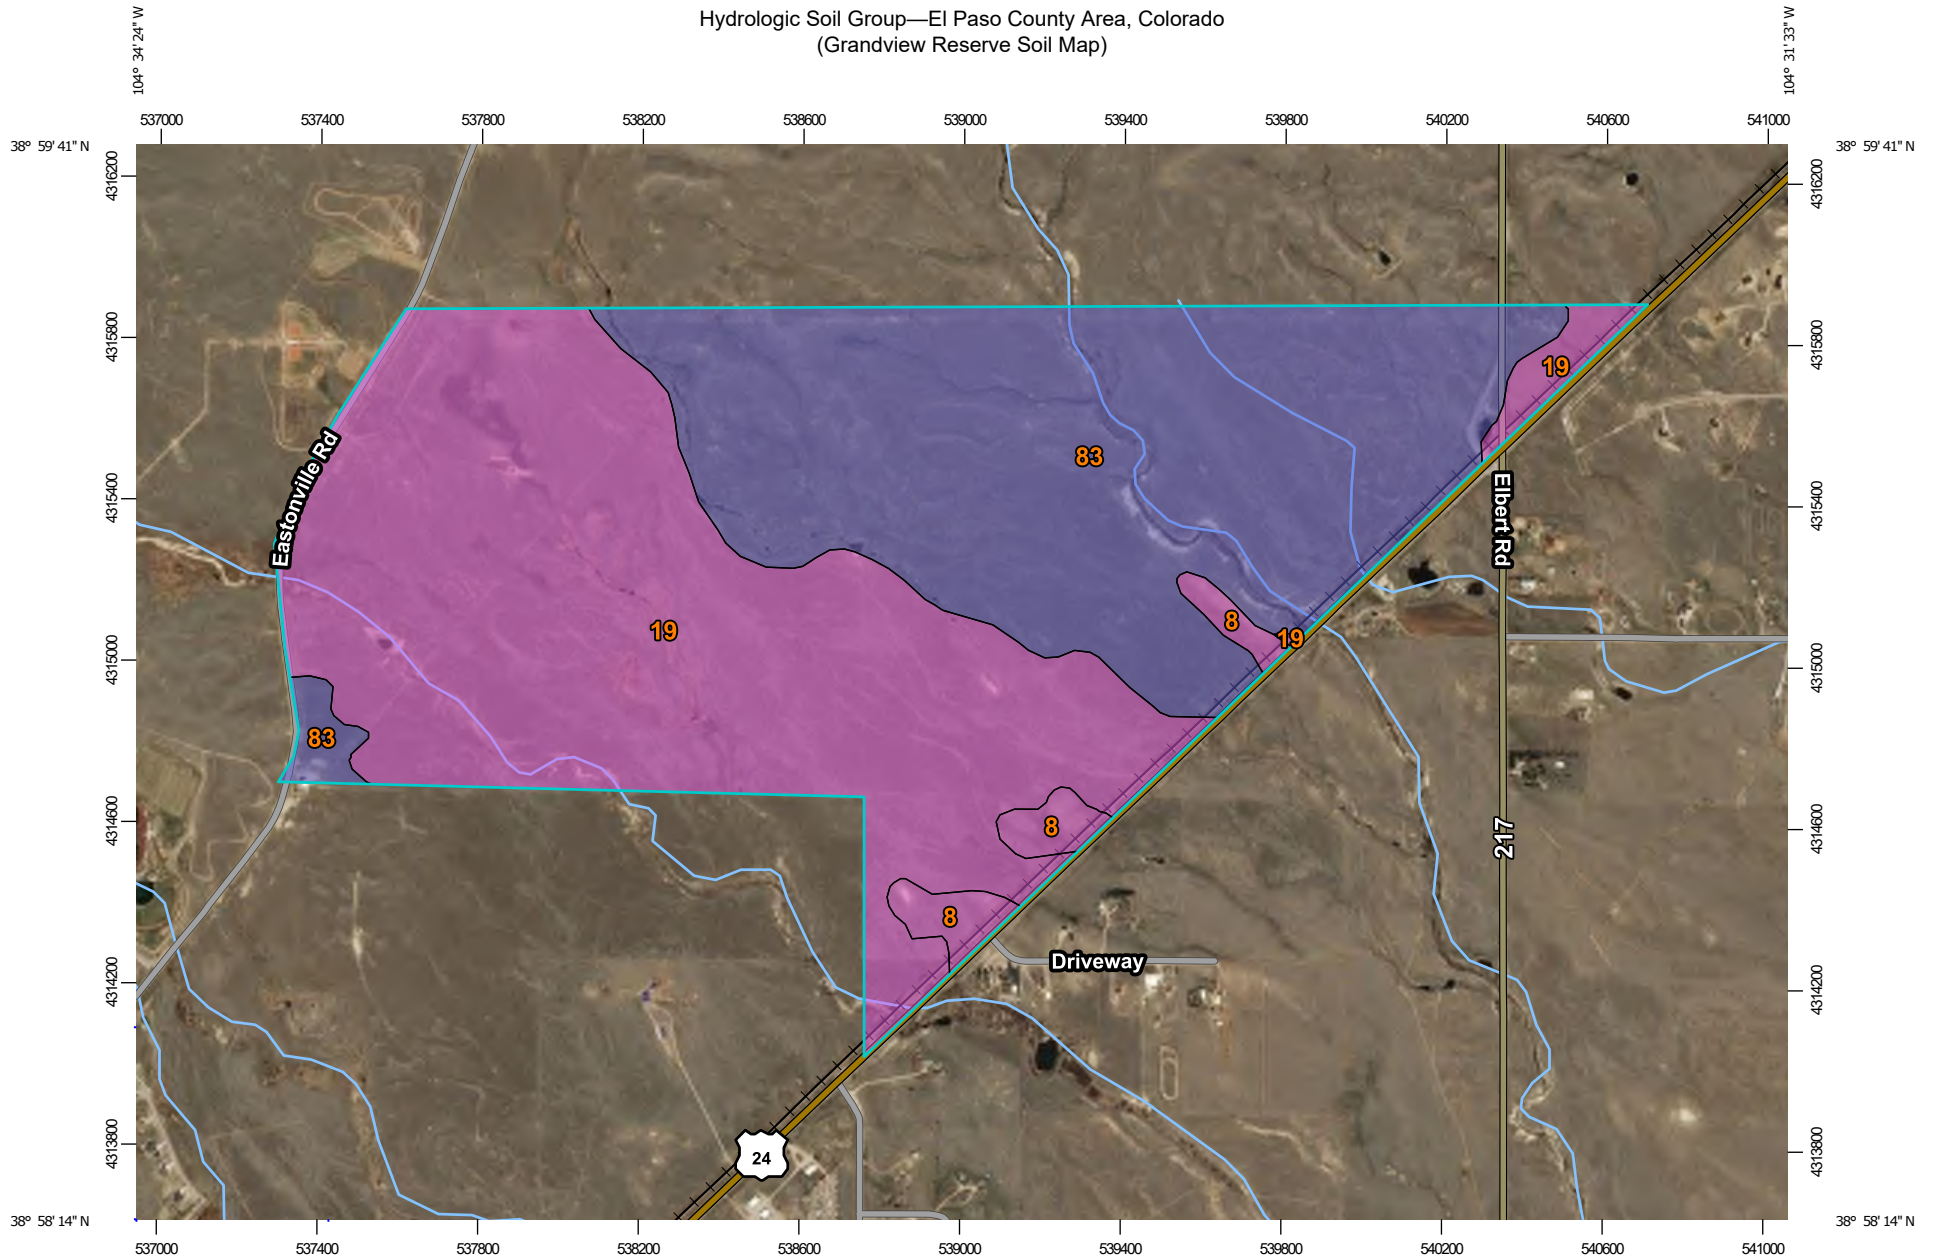 Hydrologic Soil Group—El Paso County Area, Colorado
(Grandview Reserve Soil Map)
104° 34' 24" W
104° 31' 33" W
537000 537400 537800 538200 538600 539000 539400 539800 540200 540600 541000
38° 59' 41" N
38° 59' 41" N
4316200
4316200
4315800
4315800
19
Eastonville Rd
83
4315400
4315400
Elbert Rd
8
19
19
4315000
4315000
83
8
4314600
4314600
217
8
Driveway
4314200
4314200
24
4313800
4313800
38° 58' 14" N
38° 58' 14" N
537000 537400 537800 538200 538600 539000 539400 539800 540200 540600 541000